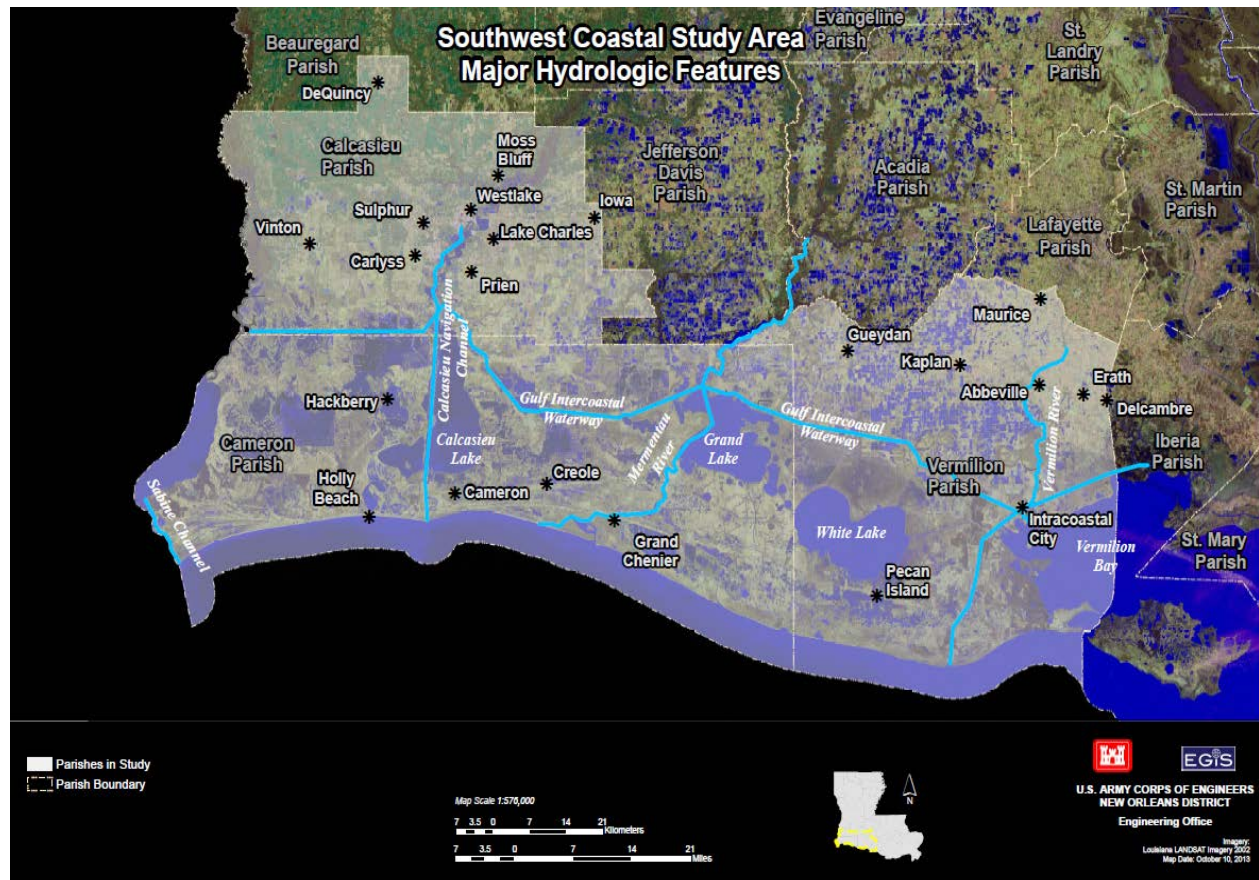 Southwest Coastal Study Area
Major Hydrologic Features
Beauregard
Parish
DeQuincy
Evangeline
Parish
St.
Landry
Parish
Calcasieu
Parish
Moss
Bluff
Jefferson
Davis
Parish
Acadia
Parish
St. Martin
Parish
Westlake
Iowa
Sulphur
Lake Charles
Vinton
Carlyss
Prien
Lafayette
Parish
Calcasieu Navigation
Channel
Maurice
Gueydan
Kaplan
Abbeville
Erath
Delcambre
Hackberry
Gulf Intercoastal
Waterway
Gulf Intercoastal
Waterway
Mermentau
River
Grand
Lake
Vermilion River
Iberia
Parish
Cameron
Parish
Calcasieu
Lake
Vermilion
Parish
Holly
Beach
Cameron
Creole
Sabine Channel
Grand
Chenier
White Lake
Intracoastal
City
Vermilion
Bay
St. Mary
Parish
Pecan
Island
Parishes in Study
Parish Boundary
Map Scale 1:576,000
7 3.5 0 7 14 21
Kilometers
7 3.5 0 7 14 21
Miles
N
EGIS
U.S. ARMY CORPS OF ENGINEERS
NEW ORLEANS DISTRICT
Engineering Office
Imagery:
Louisiana LANDSAT Imagery 2002
Map Date: October 10, 2013